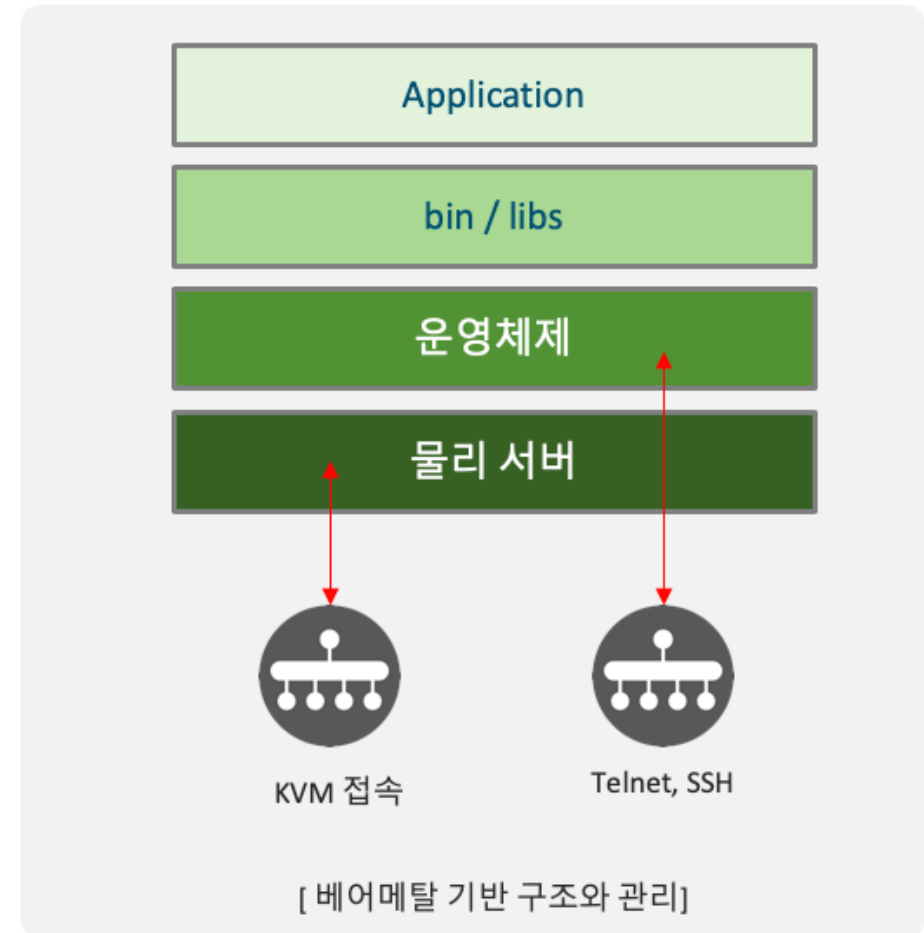 Application
bin / libs
운영체제
물리 서버
KVM 접속
Telnet, SSH
[ 베어메탈 기반 구조와 관리]